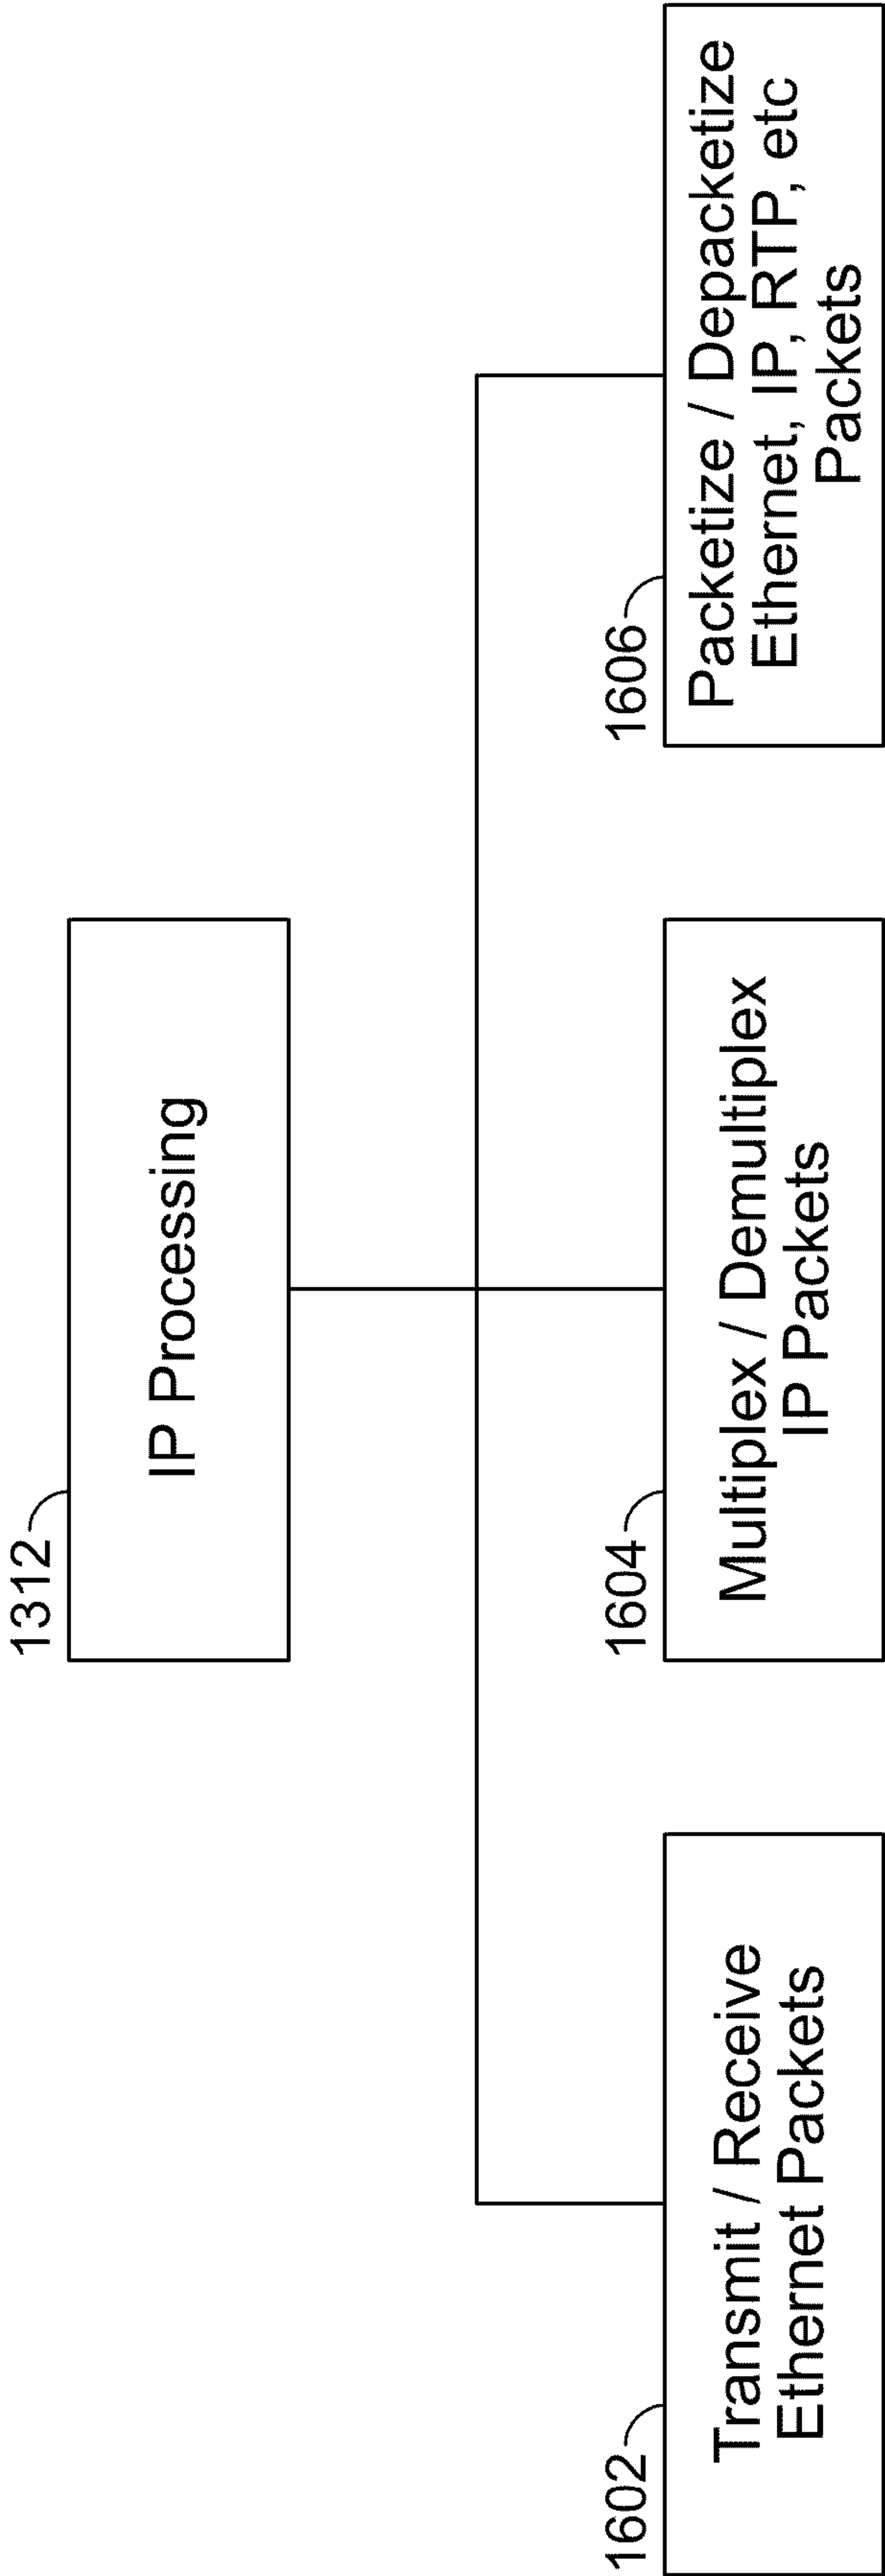 1312
IP Processing
1602
Transmit / Receive
Ethernet Packets
1604
Multiplex / Demultiplex
IP Packets
1606
Packetize / Depacketize
Ethernet, IP, RTP, etc
Packets